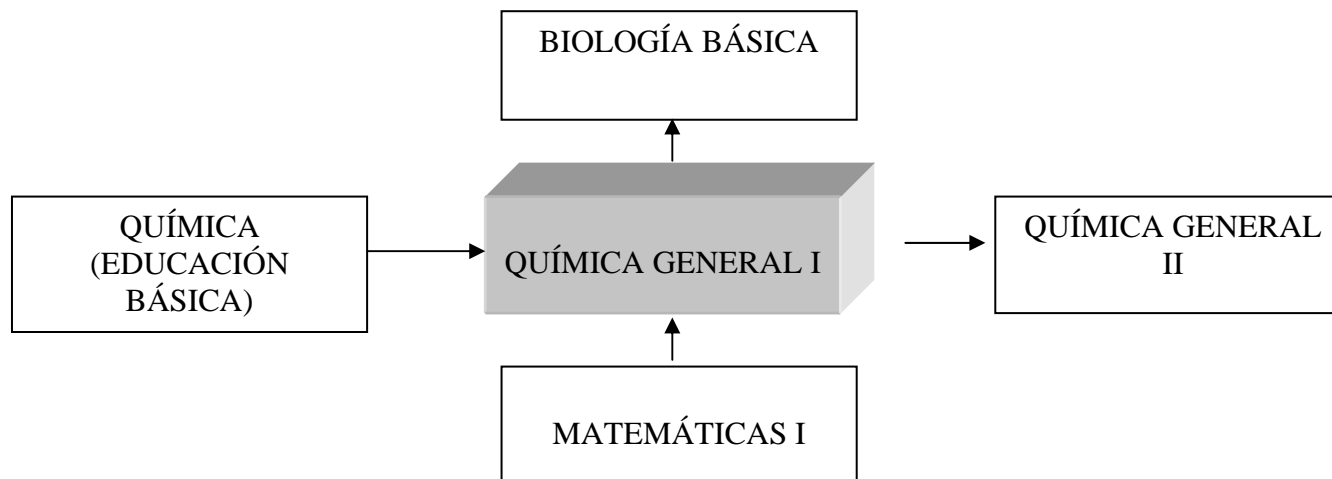 BIOLOGÍA BÁSICA
QUÍMICA
(EDUCACIÓN
BÁSICA)
QUÍMICA GENERAL I
QUÍMICA GENERAL
II
MATEMÁTICAS I